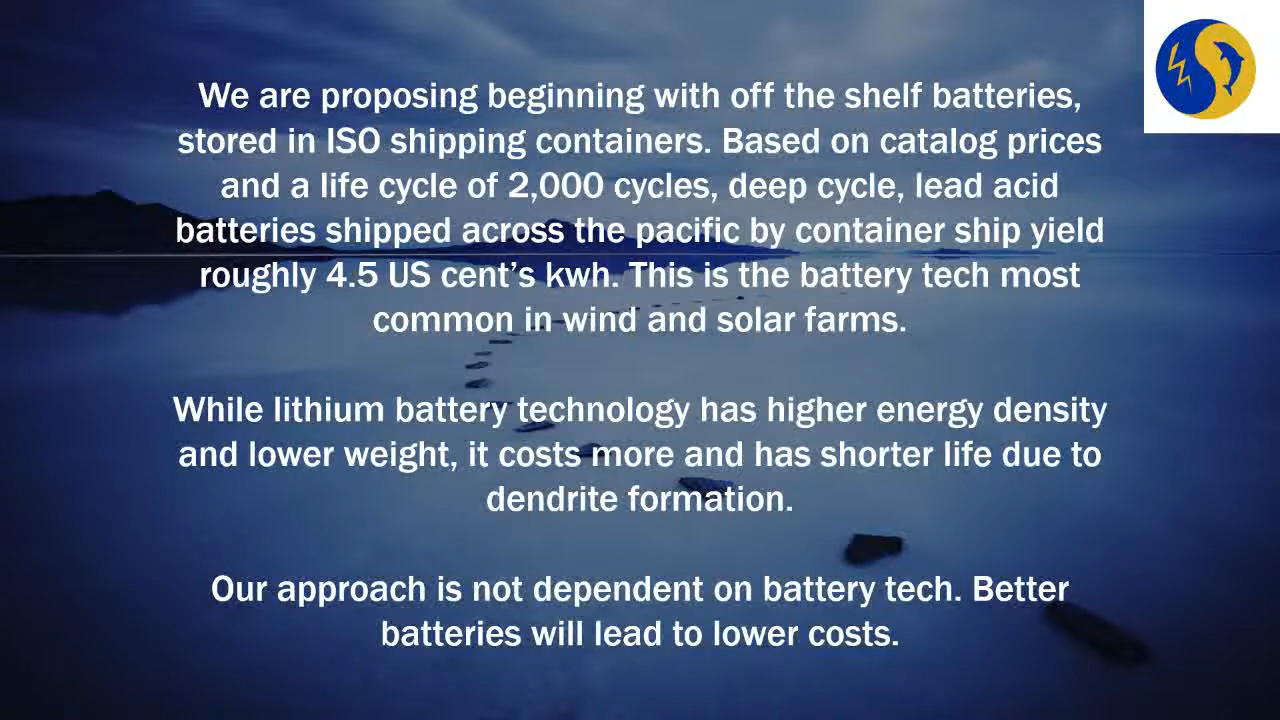 We are proposing beginning with off the shelf batteries,
stored in ISO shipping containers. Based on catalog prices
and a life cycle of 2,000 cycles, deep cycle, lead acid
batteries shipped across the pacific by container ship yield
roughly 4.5 US cent’s kwh. This is the battery tech most
common in wind and solar farms.
While lithium battery technology has higher energy density
and lower weight, it costs more and has shorter life due to
dendrite formation.
Our approach is not dependent on battery tech. Better
batteries will lead to lower costs.